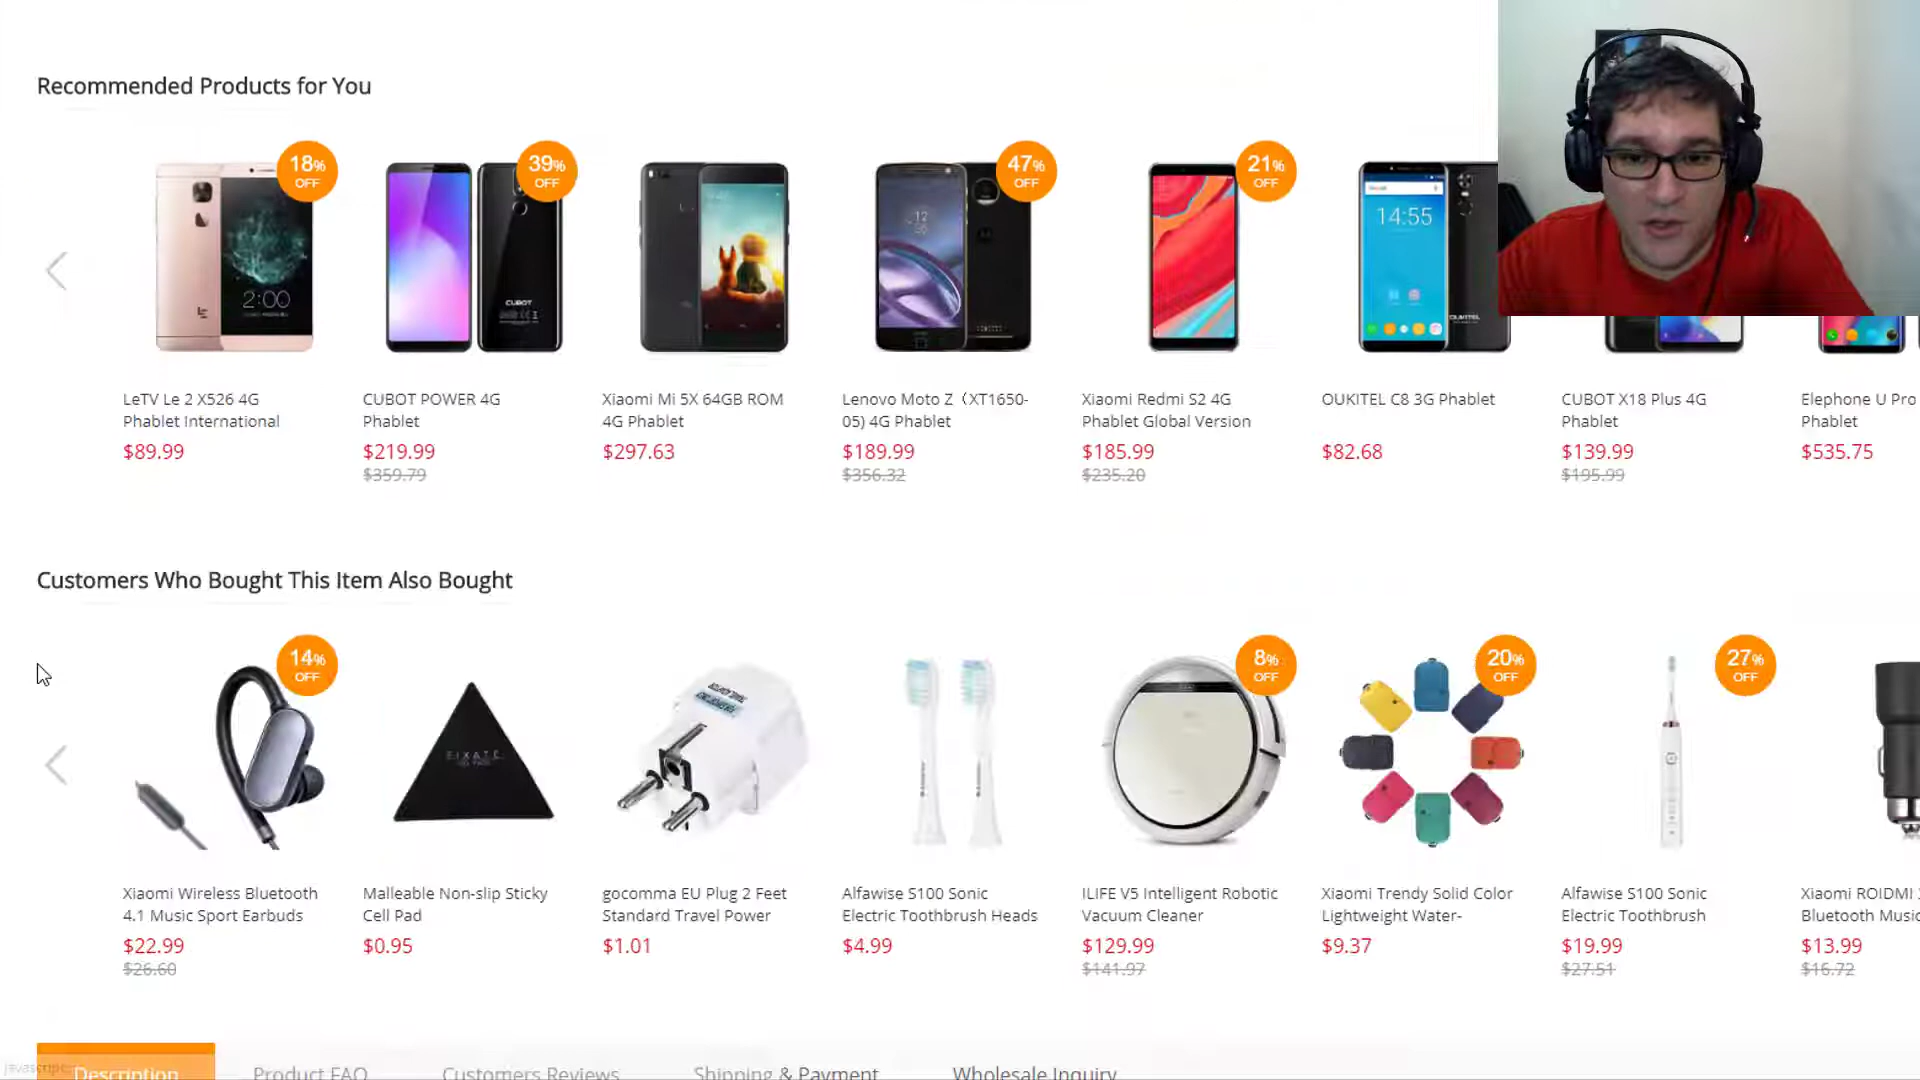 Recommended Products for You
18%
OFF
39%
OFF
47%
OFF
21%
OFF
2:00
CUBOT
12
14:55
OUKITEL
LeTV Le 2 X526 4G
Phablet International
$89.99
CUBOT POWER 4G
Phablet
$219.99
$359.79
Xiaomi Mi 5X 64GB ROM
4G Phablet
$297.63
Lenovo Moto Z（XT1650-
05) 4G Phablet
$189.99
$356.32
Xiaomi Redmi S2 4G
Phablet Global Version
$185.99
$235.20
OUKITEL C8 3G Phablet
$82.68
CUBOT X18 Plus 4G
Phablet
$139.99
$195.99
Elephone U Pro
Phablet
$535.75
Customers Who Bought This Item Also Bought
14%
OFF
8%
OFF
20%
OFF
27%
OFF
FIXATE
GEL PADS
Xiaomi Wireless Bluetooth
4.1 Music Sport Earbuds
$22.99
$26.60
Malleable Non-slip Sticky
Cell Pad
$0.95
gocomma EU Plug 2 Feet
Standard Travel Power
$1.01
Alfawise S100 Sonic
Electric Toothbrush Heads
$4.99
ILIFE V5 Intelligent Robotic
Vacuum Cleaner
$129.99
$141.97
Xiaomi Trendy Solid Color
Lightweight Water-
$9.37
Alfawise S100 Sonic
Electric Toothbrush
$19.99
$27.51
Xiaomi ROIDMI
Bluetooth Music
$13.99
$16.72
Description
Product FAQ
Customers Reviews
Shipping & Payment
Wholesale Inquiry
javascript: